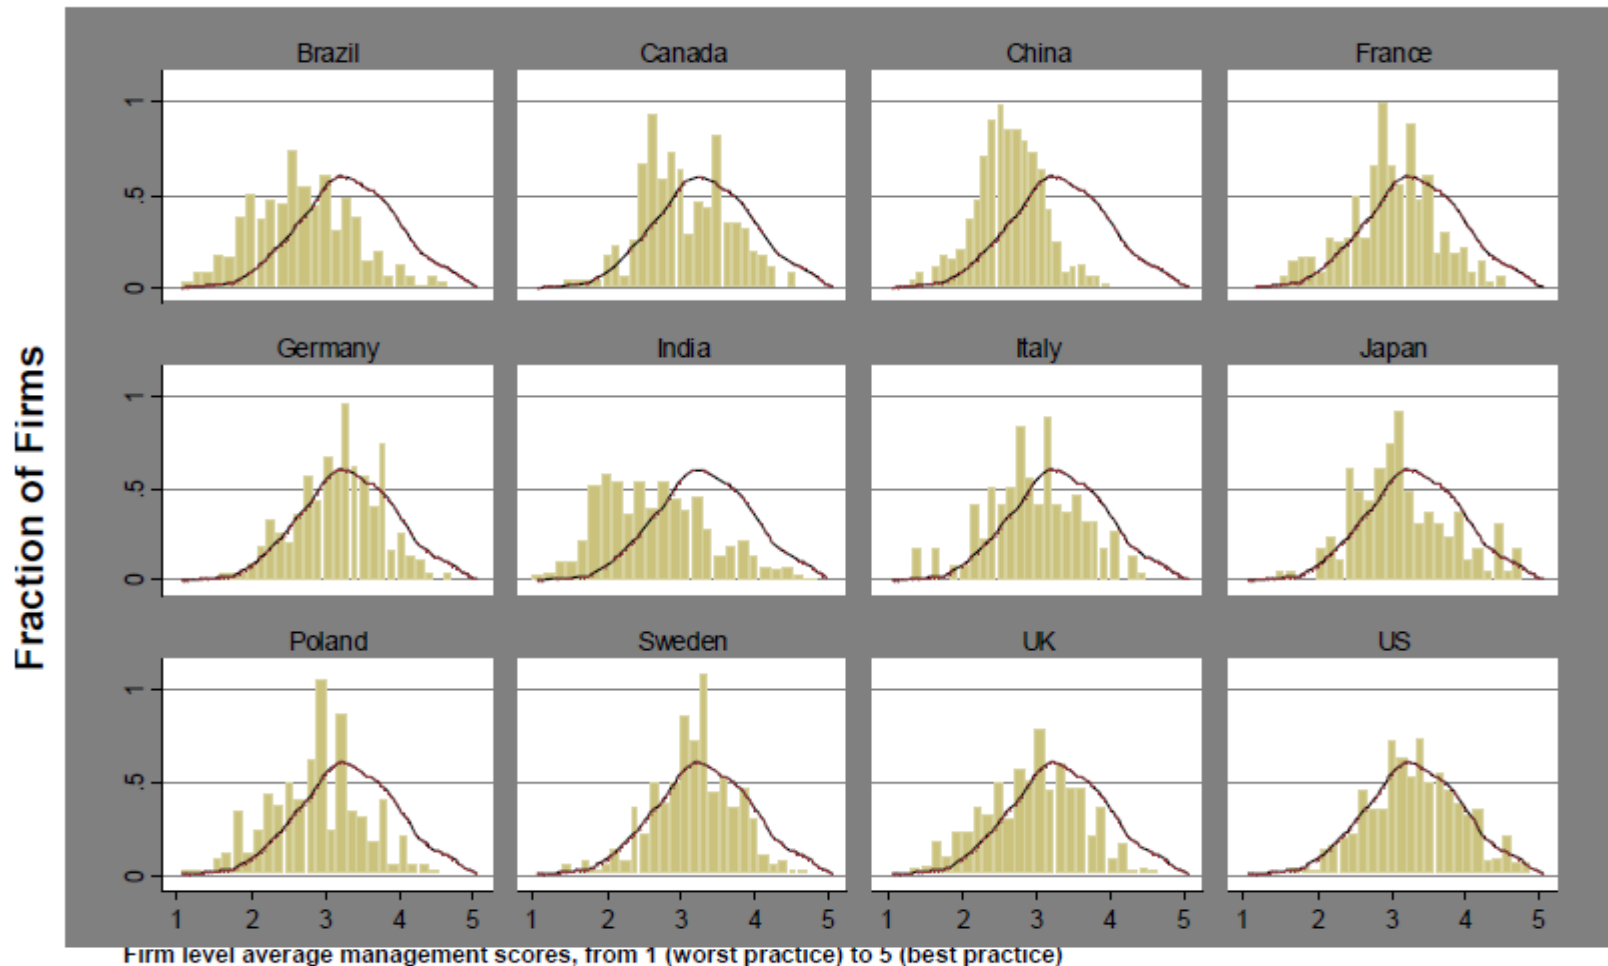 Brazil Canada China France
1
.5
0
Germany India Italy Japan
1
.5
0
Poland Sweden UK US
1
.5
0
1 2 3 4 5 1 2 3 4 5 1 2 3 4 5 1 2 3 4 5
Fraction of Firms
Firm level average management scores, from 1 (worst practice) to 5 (best practice)